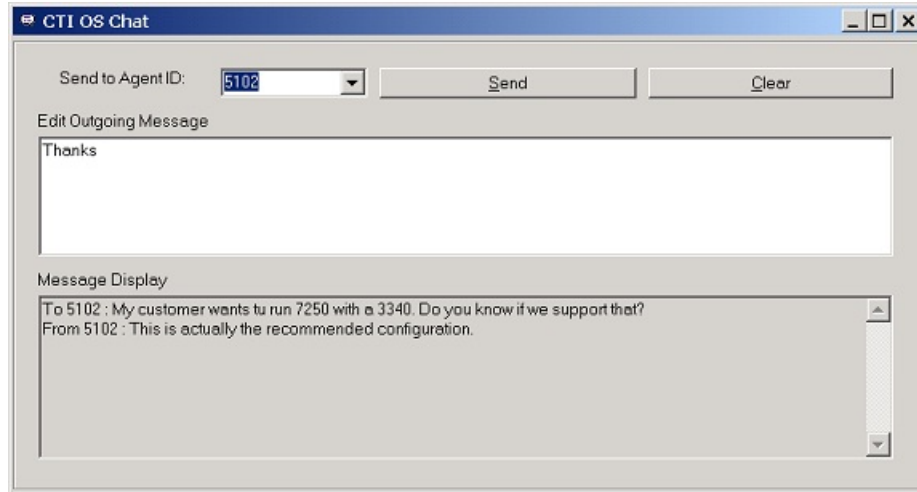 CTI OS Chat
Send to Agent ID: 5102 Send Clear
Edit Outgoing Message
Thanks
Message Display
To 5102 : My customer wants tu run 7250 with a 3340. Do you know if we support that?
From 5102 : This is actually the recommended configuration.